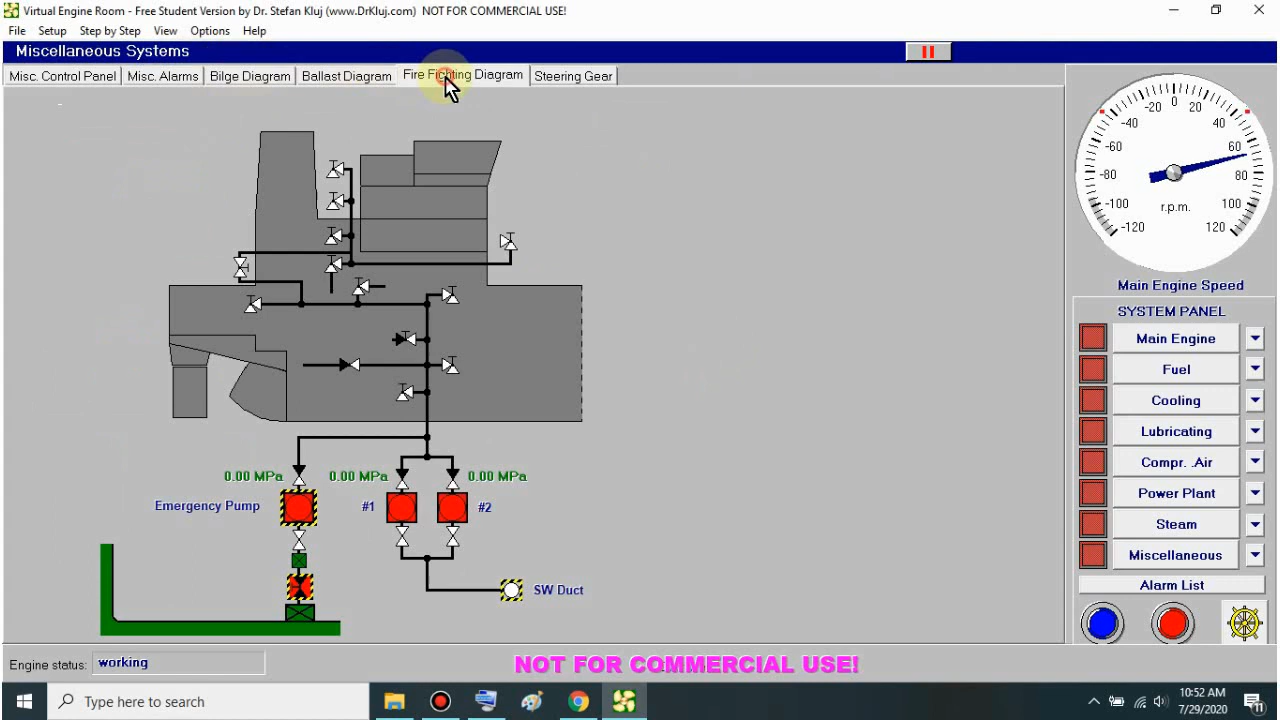 Virtual Engine Room - Free Student Version by Dr. Stefan Kluj (www.DrKluj.com) NOT FOR COMMERCIAL USE!
File Setup Step by Step View Options Help
Miscellaneous Systems
Misc. Control Panel Misc. Alarms Bilge Diagram Ballast Diagram Fire Fighting Diagram Steering Gear
-20 0 20
-40 40
-60 60
-80 80
-100 r.p.m. 100
-120 120
Main Engine Speed
SYSTEM PANEL
Main Engine
Fuel
Cooling
Lubricating
Compr. .Air
Power Plant
Steam
Miscellaneous
Alarm List
0.00 MPa 0.00 MPa 0.00 MPa
Emergency Pump #1 #2
SW Duct
Engine status: working
NOT FOR COMMERCIAL USE!
Type here to search
10:52 AM
7/29/2020
11